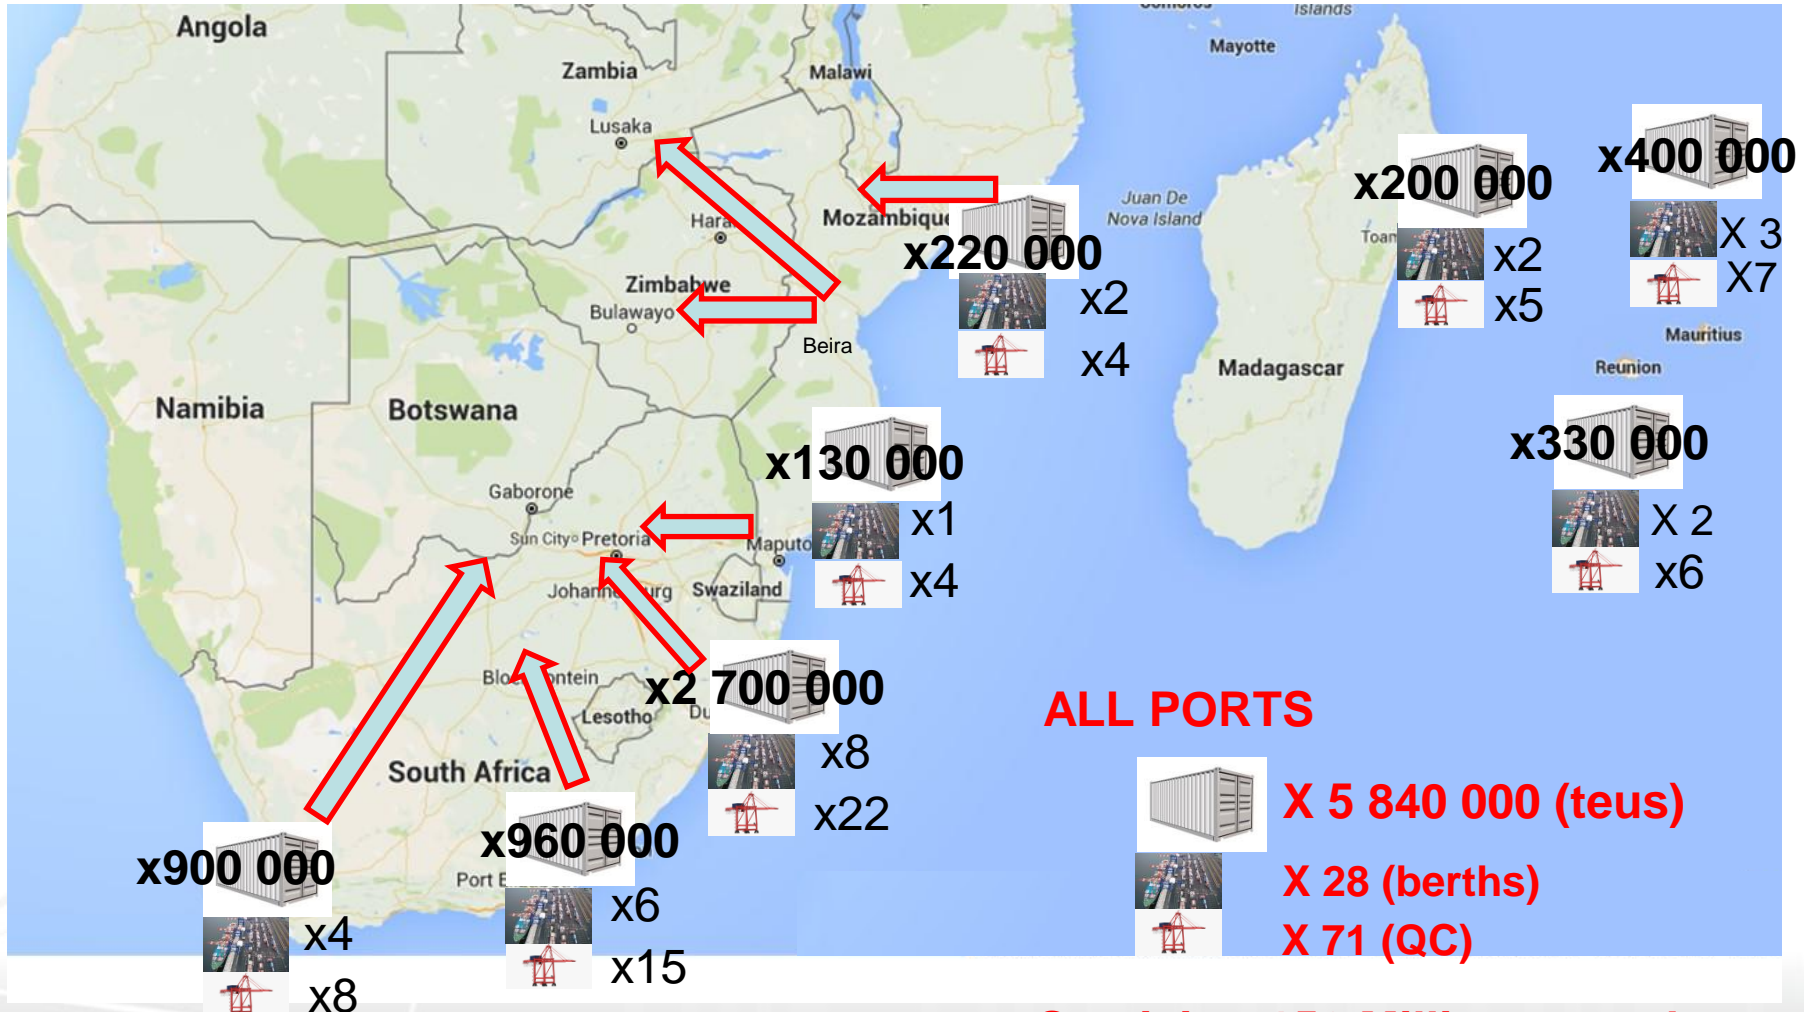 Islands
Angola
Mayotte
Zambia
Malawi
Lusaka
x400 000
x200 000
Juan De
Nova Island
Mozambique
X 3
x220 000
x2
X7
Zimbabwe
x2
x5
Bulawayo
Mauritius
Beira
x4
Madagascar
Reunion
Namibia
Botswana
x330 000
x130 000
Gaborone
x1
X 2
Sun City
Pretoria
Maputo
x4
x6
Swaziland
x2 700 000
Lesotho
ALL PORTS
x8
South Africa
X 5 840 000 (teus)
x22
x960 000
x900 000
X 28 (berths)
x6
x4
X 71 (QC)
x15
x8